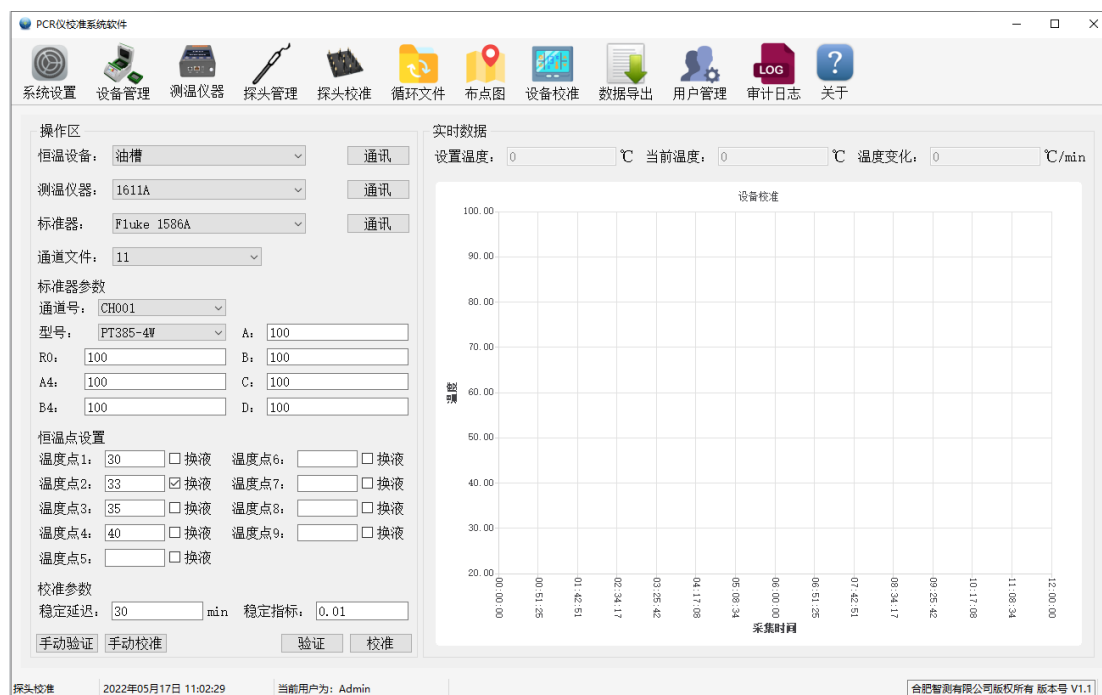 PCR仪校准系统软件
LOG ?
系统设置 设备管理 测温仪器 探头管理 探头校准 循环文件 布点图 设备校准 数据导出 用户管理 审计日志 关于
操作区
恒温设备: 油槽 通讯
测温仪器: 1611A 通讯
标准器: Fluke 1586A 通讯
通道文件: 11
标准器参数
通道号: CH001
型号: PT385-4W A: 100
R0: 100 B: 100
A4: 100 C: 100
B4: 100 D: 100
恒温点设置
温度点1: 30 换液 温度点6: 换液
温度点2: 33 换液 温度点7: 换液
温度点3: 35 换液 温度点8: 换液
温度点4: 40 换液 温度点9: 换液
温度点5: 换液
校准参数
稳定延迟: 30 min 稳定指标: 0.01
手动验证 手动校准 验证 校准
实时数据
设置温度: 0 ℃ 当前温度: 0 ℃ 温度变化: 0 ℃/min
设备校准
100.00
90.00
80.00
70.00
60.00
50.00
40.00
30.00
20.00
温度
00:00:00 00:51:25 01:42:51 02:34:17 03:25:42 04:17:08 05:08:34 06:00:00 06:51:25 07:42:51 08:34:17 09:25:42 10:17:08 11:08:34 12:00:00
采集时间
探头校准 2022年05月17日 11:02:29 当前用户为: Admin 合肥智测有限公司版权所有 版本号 V1.1